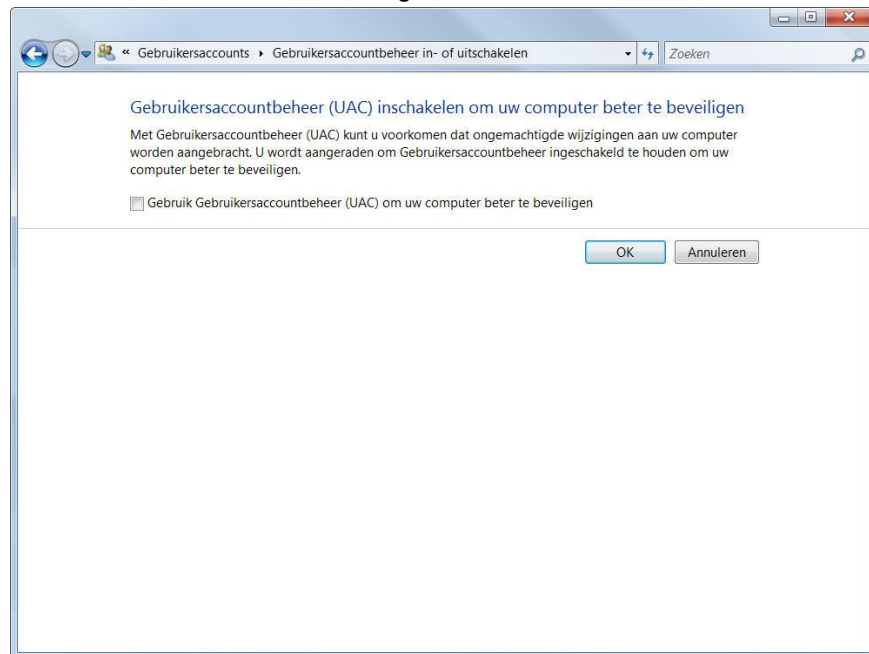 « Gebruikersaccounts ▸ Gebruikersaccountbeheer in- of uitschakelen
Zoeken
Gebruikersaccountbeheer (UAC) inschakelen om uw computer beter te beveiligen
Met Gebruikersaccountbeheer (UAC) kunt u voorkomen dat ongemachtigde wijzigingen aan uw computer
worden aangebracht. U wordt aangeraden om Gebruikersaccountbeheer ingeschakeld te houden om uw
computer beter te beveiligen.
Gebruik Gebruikersaccountbeheer (UAC) om uw computer beter te beveiligen
OK Annuleren